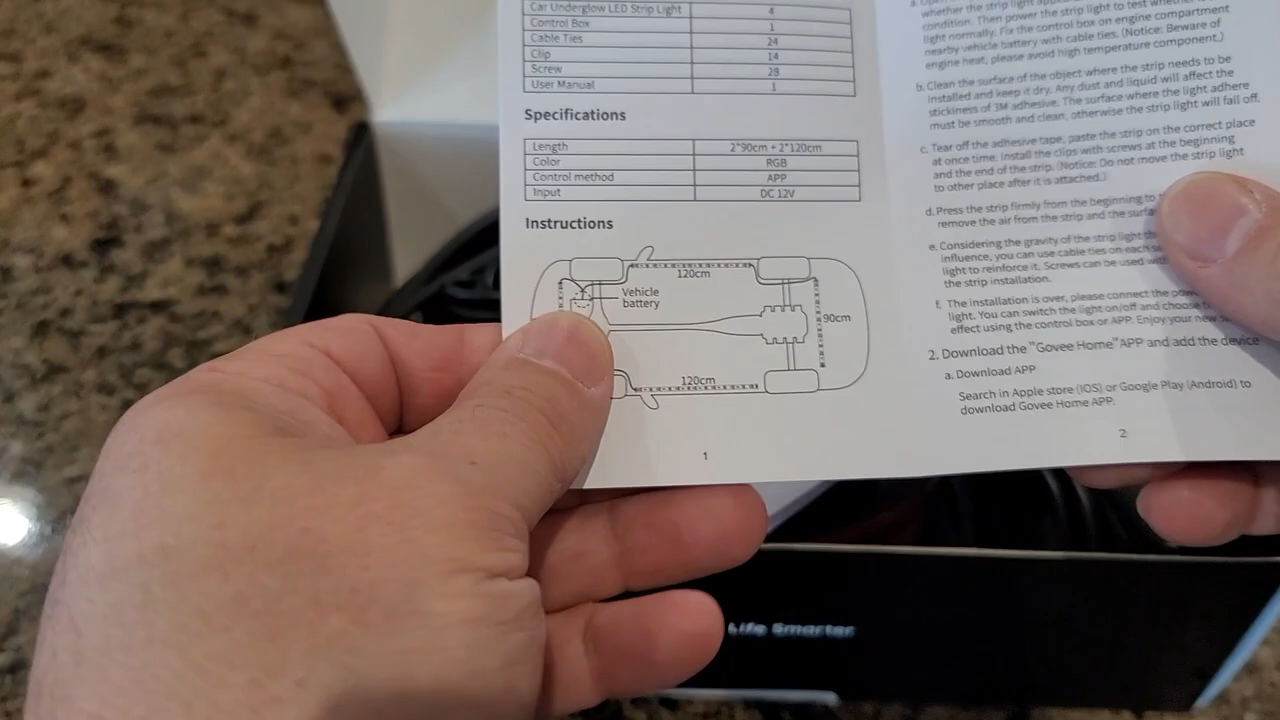 Car Underglow LED Strip Light 4
Control Box 1
Cable Ties 24
Clip 14
Screw 28
User Manual 1
Specifications
Length 2*90cm + 2*120cm
Color RGB
Control method APP
Input DC 12V
Instructions
120cm
Vehicle
battery
90cm
120cm
1
whether the strip light
condition. Then power the strip light to test whether
light normally. Fix the control box on engine compartment
nearby vehicle battery with cable ties. (Notice: Beware of
engine heat, please avoid high temperature component.)
b. Clean the surface of the object where the strip needs to be
installed and keep it dry. Any dust and liquid will affect the
stickiness of 3M adhesive. The surface where the light adhere
must be smooth and clean, otherwise the strip light will fall off.
c. Tear off the adhesive tape, paste the strip on the correct place
at once time. Install the clips with screws at the beginning
and the end of the strip. (Notice: Do not move the strip light
to other place after it is attached.)
d. Press the strip firmly from the beginning to
remove the air from the strip and the
e. Considering the gravity of the strip light
influence, you can use cable ties on each
light to reinforce it. Screws can be used
the strip installation.
f. The installation is over, please connect the
light. You can switch the light on/off and choose
effect using the control box or APP. Enjoy your new
2. Download the "Govee Home" APP and add the device
a. Download APP
Search in Apple store (IOS) or Google Play (Android) to
download Govee Home APP.
2
Life Smarter